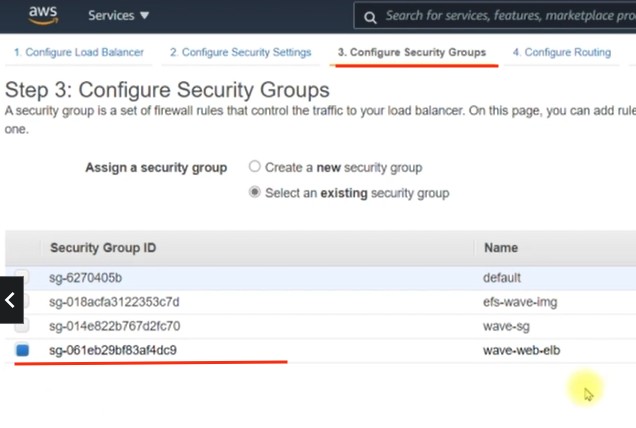 aws
Services
Search for services, features, marketplace pro
1. Configure Load Balancer 2. Configure Security Settings 3. Configure Security Groups 4. Configure Routing
Step 3: Configure Security Groups
A security group is a set of firewall rules that control the traffic to your load balancer. On this page, you can add rule
one.
Assign a security group Create a new security group
Select an existing security group
Security Group ID Name
sg-6270405b default
sg-018acfa3122353c7d efs-wave-img
sg-014e822b767d2fc70 wave-sg
sg-061eb29bf83af4dc9 wave-web-elb